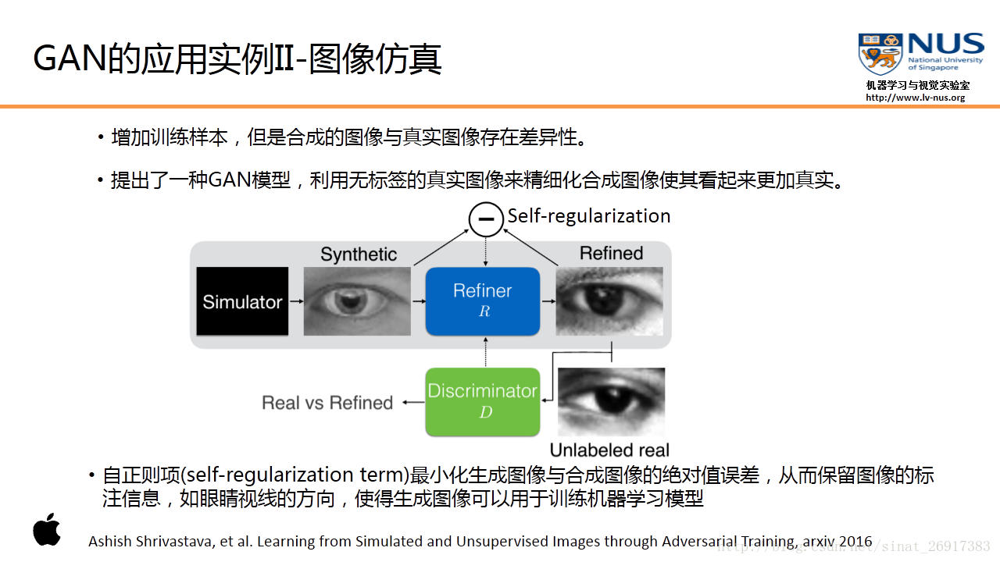 GAN的应用实例II-图像仿真
NUS
National University
of Singapore
机器学习与视觉实验室
http://www.lv-nus.org
• 增加训练样本，但是合成的图像与真实图像存在差异性。
• 提出了一种GAN模型，利用无标签的真实图像来精细化合成图像使其看起来更加真实。
Self-regularization
Synthetic
Refined
Simulator
Refiner
R
Discriminator
D
Real vs Refined
Unlabeled real
• 自正则项(self-regularization term)最小化生成图像与合成图像的绝对值误差，从而保留图像的标
注信息，如眼睛视线的方向，使得生成图像可以用于训练机器学习模型
Ashish Shrivastava, et al. Learning from Simulated and Unsupervised Images through Adversarial Training, arxiv 2016
http://blog.csdn.net/sinat_26917383